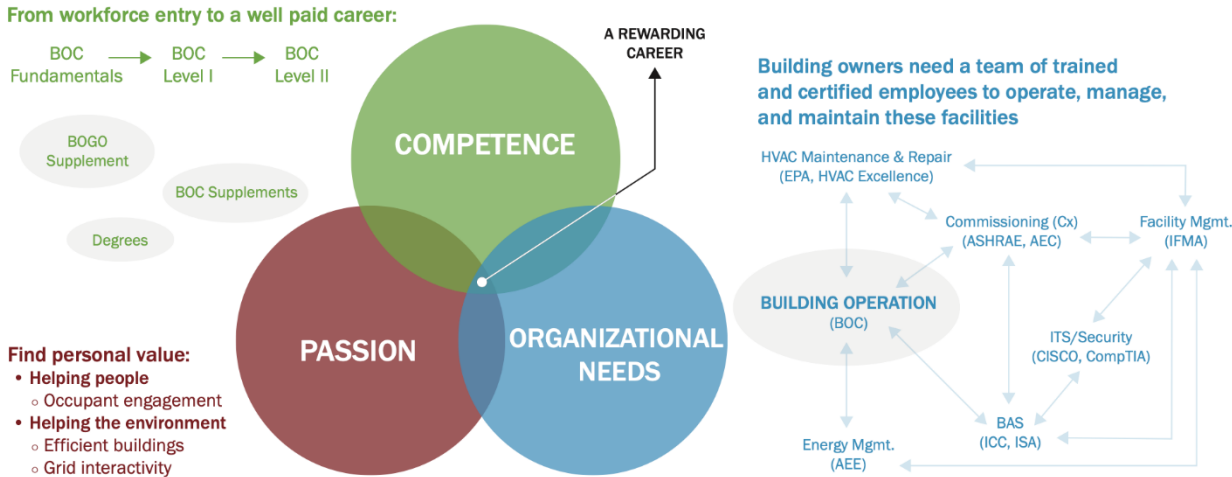 From workforce entry to a well paid career:
BOC
Fundamentals
BOC
Level I
BOC
Level II
BOGO
Supplement
BOC Supplements
Degrees
Find personal value:
• Helping people
○ Occupant engagement
• Helping the environment
○ Efficient buildings
○ Grid interactivity
COMPETENCE
PASSION
ORGANIZATIONAL
NEEDS
A REWARDING
CAREER
Building owners need a team of trained
and certified employees to operate, manage,
and maintain these facilities
HVAC Maintenance & Repair
(EPA, HVAC Excellence)
Commissioning (Cx)
(ASHRAE, AEC)
Facility Mgmt.
(IFMA)
BUILDING OPERATION
(BOC)
ITS/Security
(CISCO, CompTIA)
BAS
(ICC, ISA)
Energy Mgmt.
(AEE)